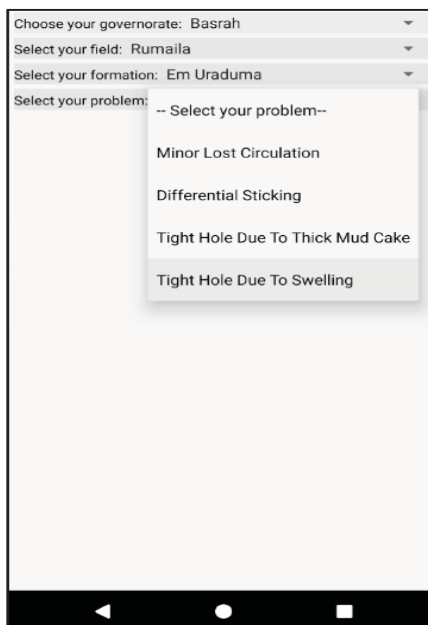 Choose your governorate: Basrah
Select your field: Rumaila
Select your formation: Em Uraduma
Select your problem:
-- Select your problem--
Minor Lost Circulation
Differential Sticking
Tight Hole Due To Thick Mud Cake
Tight Hole Due To Swelling